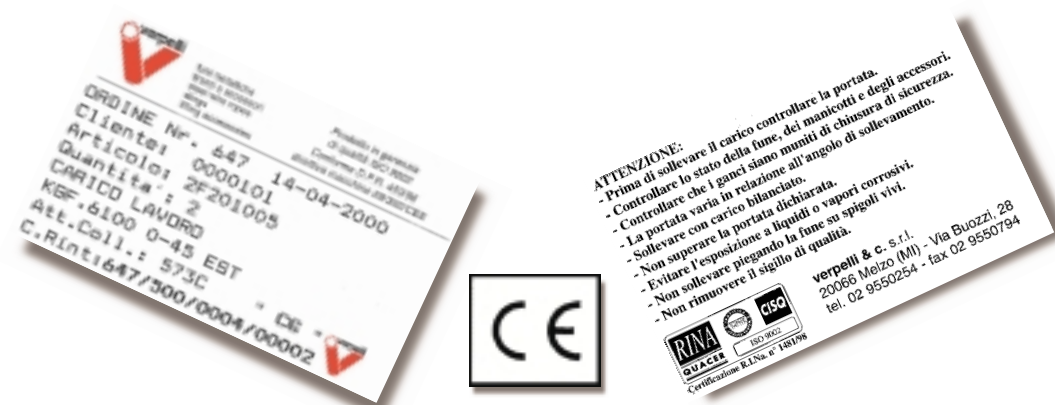 verpelli
ORDINE Nr. 647 14-04-2000
Cliente: 0000101
Articolo: 2F201005
Quantita': 2
CARICO LAVORO
KGF.6100 0-45 EST
Att.Coll.: 573C
C.Rint:647/500/0004/00002 - CE -
verpelli
CE
ATTENZIONE:
- Prima di sollevare il carico controllare la portata.
- Controllare lo stato della fune, dei manicotti e degli accessori.
- Controllare che i ganci siano muniti di chiusura di sicurezza.
- La portata varia in relazione all'angolo di sollevamento.
- Sollevare con carico bilanciato.
- Non superare la portata dichiarata.
- Evitare l'esposizione a liquidi o vapori corrosivi.
- Non sollevare piegando la fune su spigoli vivi.
- Non rimuovere il sigillo di qualità.
verpelli & c. s.r.l.
20066 Melzo (MI) - Via Buozzi, 28
tel. 02 9550254 - fax 02 9550794
RINA
QUACER
CISQ
ISO 9002
Certificazione R.I.Na. n° 1481/98